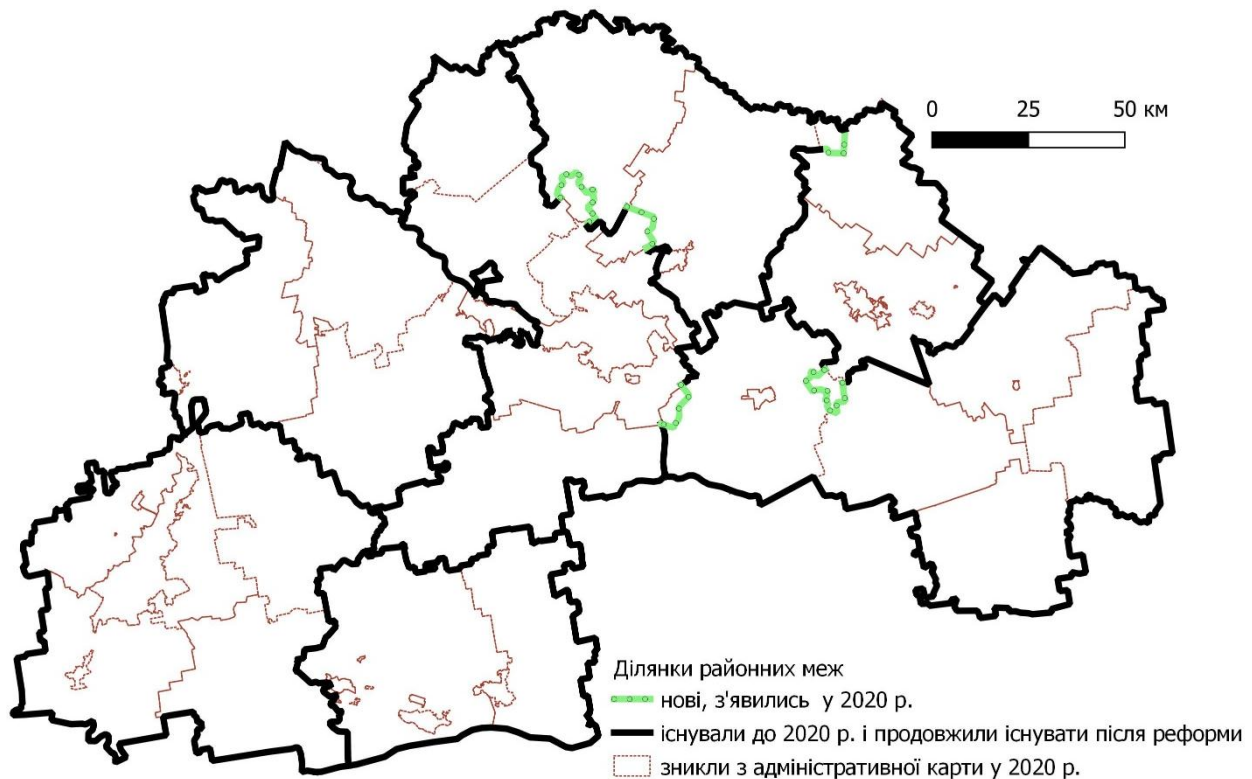 0 25 50 км
Ділянки районних меж
нові, з'явились у 2020 р.
існували до 2020 р. і продовжили існувати після реформи
зникли з адміністративної карти у 2020 р.